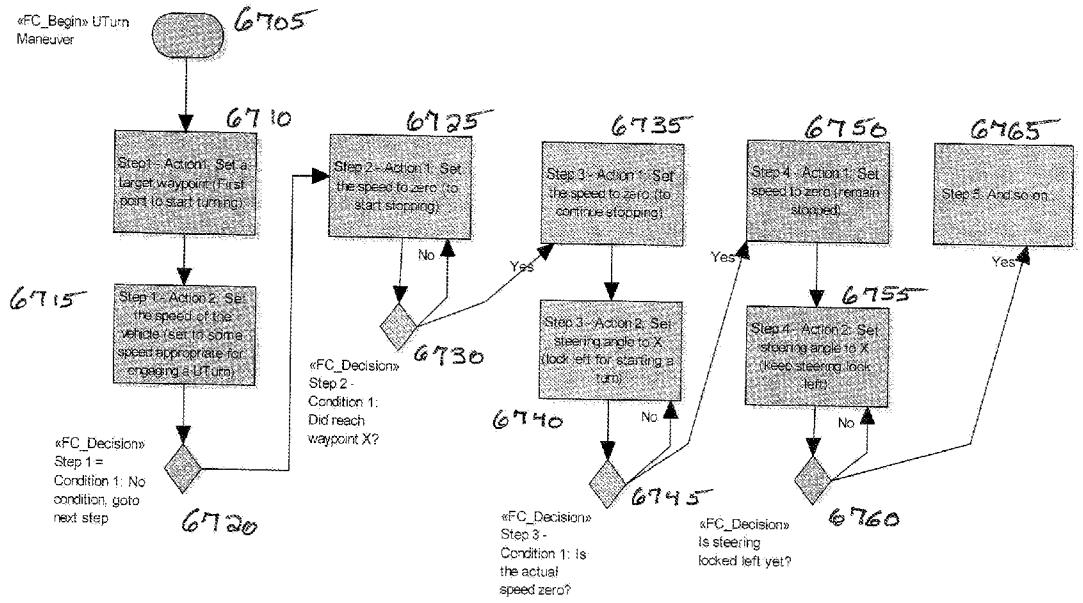 «FC_Begin» UTurn
Maneuver
6705
6710
Step1 - Action1: Set a
target waypoint (First
point to start turning)
6715
Step 1 - Action 2: Set
the speed of the
vehicle (set to some
speed appropriate for
engaging a UTurn)
«FC_Decision»
Step 1 =
Condition 1: No
condition, goto
next step
6720
6725
Step 2 - Action 1: Set
the speed to zero (to
start stopping)
No
Yes
6730
«FC_Decision»
Step 2 -
Condition 1:
Did reach
waypoint X?
6735
Step 3 - Action 1: Set
the speed to zero (to
continue stopping)
Step 3 - Action 2: Set
steering angle to X
(lock left for starting a
turn)
6740
No
Yes
6745
«FC_Decision»
Step 3 -
Condition 1: Is
the actual
speed zero?
6750
Step 4 - Action 1: Set
speed to zero (remain
stopped)
6755
Step 4 - Action 2: Set
steering angle to X
(keep steering lock
left)
No
Yes
6760
«FC_Decision»
Is steering
locked left yet?
6765
Step 5. And so on...